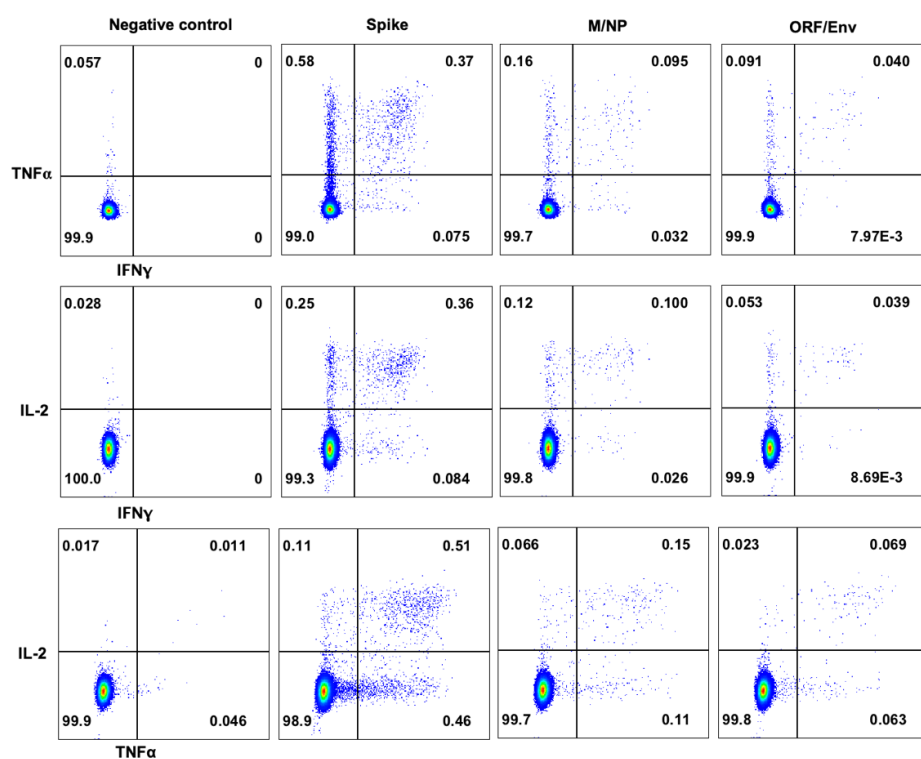 Negative control Spike M/NP ORF/Env
0.057 0 0.58 0.37 0.16 0.095 0.091 0.040
TNFα
99.9 0 99.0 0.075 99.7 0.032 99.9 7.97E-3
IFNγ
0.028 0 0.25 0.36 0.12 0.100 0.053 0.039
IL-2
100.0 0 99.3 0.084 99.8 0.026 99.9 8.69E-3
IFNγ
0.017 0.011 0.11 0.51 0.066 0.15 0.023 0.069
IL-2
99.9 0.046 98.9 0.46 99.7 0.11 99.8 0.063
TNFα